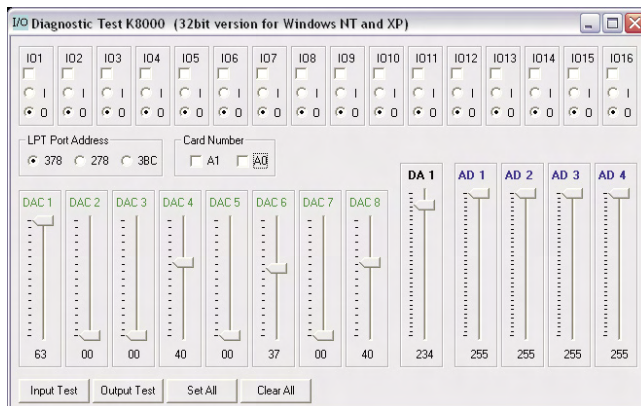 I/O Diagnostic Test K8000 (32bit version for Windows NT and XP)
IO1 IO2 IO3 IO4 IO5 IO6 IO7 IO8 IO9 IO10 IO11 IO12 IO13 IO14 IO15 IO16
I I I I I I I I I I I I I I I I
O O O O O O O O O O O O O O O O
LPT Port Address
378 278 3BC
Card Number
A1 A0
DA 1 AD 1 AD 2 AD 3 AD 4
DAC 1 DAC 2 DAC 3 DAC 4 DAC 5 DAC 6 DAC 7 DAC 8
63 00 00 40 00 37 00 40 234 255 255 255 255
Input Test Output Test Set All Clear All